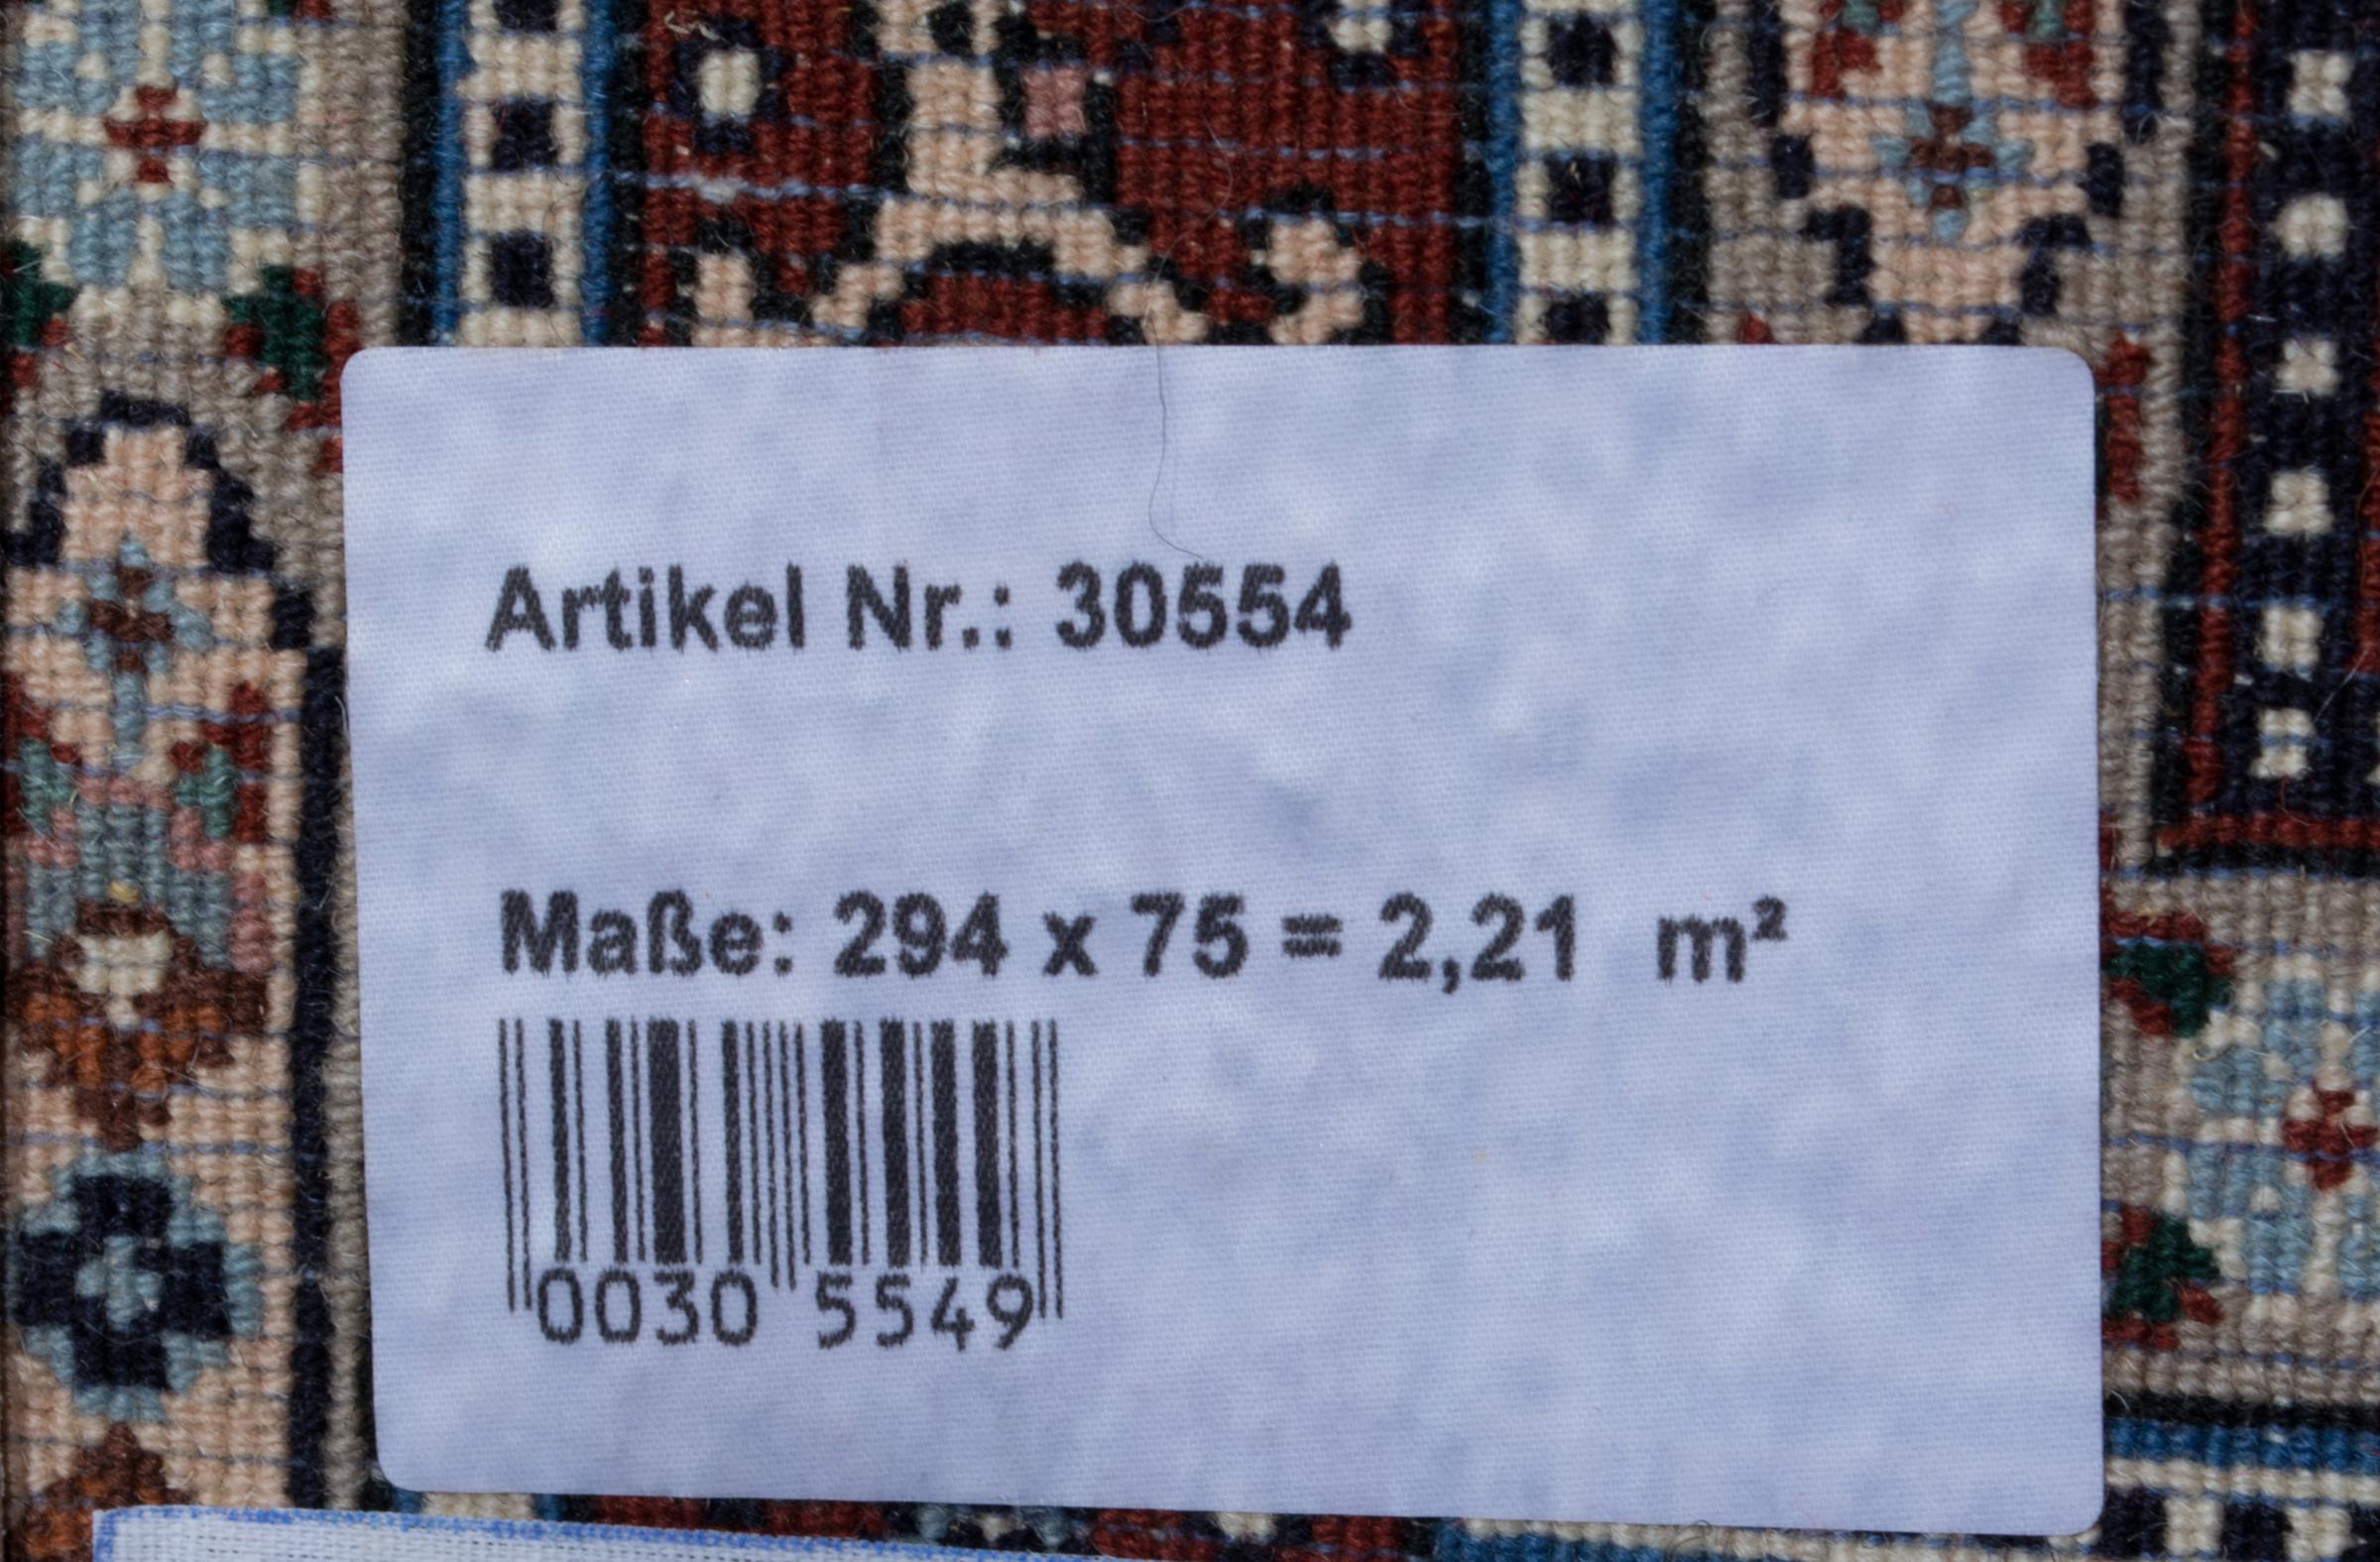 Artikel Nr.: 30554
Maße: 294 x 75 = 2,21 m²
0030 5549